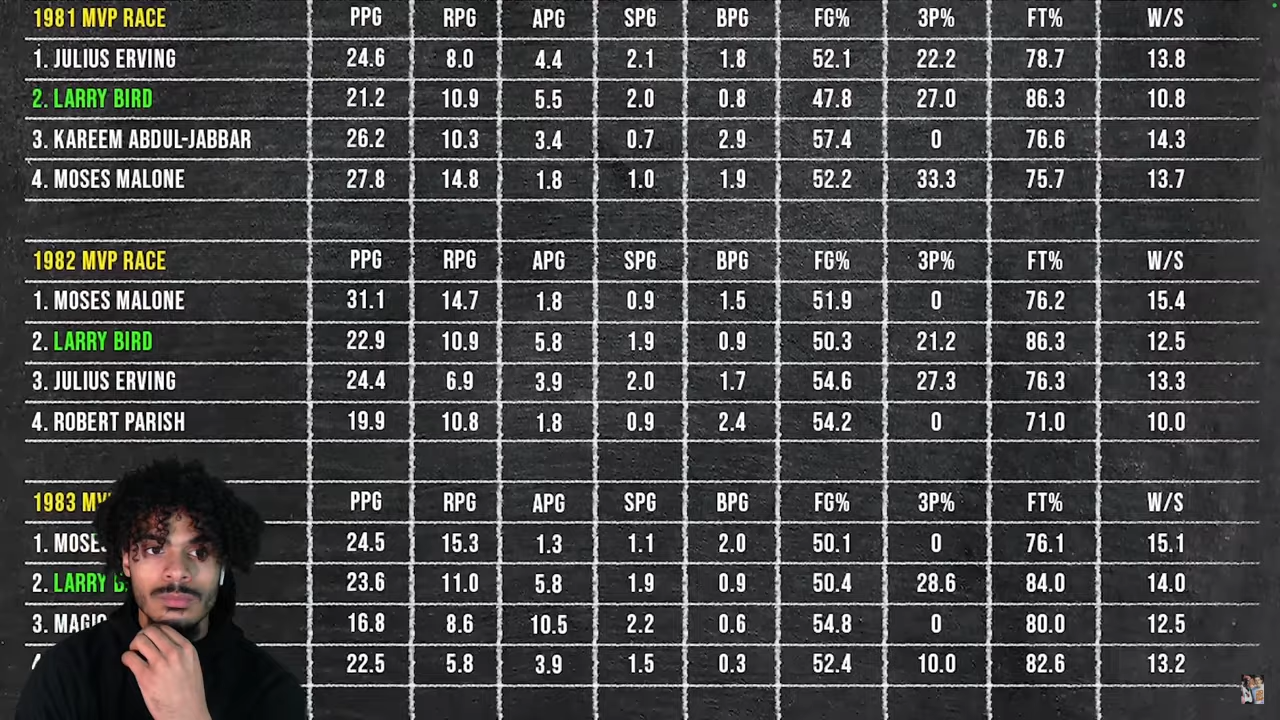 1981 MVP RACE PPG RPG APG SPG BPG FG% 3P% FT% W/S
1. JULIUS ERVING 24.6 8.0 4.4 2.1 1.8 52.1 22.2 78.7 13.8
2. LARRY BIRD 21.2 10.9 5.5 2.0 0.8 47.8 27.0 86.3 10.8
3. KAREEM ABDUL-JABBAR 26.2 10.3 3.4 0.7 2.9 57.4 0 76.6 14.3
4. MOSES MALONE 27.8 14.8 1.8 1.0 1.9 52.2 33.3 75.7 13.7
1982 MVP RACE PPG RPG APG SPG BPG FG% 3P% FT% W/S
1. MOSES MALONE 31.1 14.7 1.8 0.9 1.5 51.9 0 76.2 15.4
2. LARRY BIRD 22.9 10.9 5.8 1.9 0.9 50.3 21.2 86.3 12.5
3. JULIUS ERVING 24.4 6.9 3.9 2.0 1.7 54.6 27.3 76.3 13.3
4. ROBERT PARISH 19.9 10.8 1.8 0.9 2.4 54.2 0 71.0 10.0
1983 PPG RPG APG SPG BPG FG% 3P% FT% W/S
1. 24.5 15.3 1.3 1.1 2.0 50.1 0 76.1 15.1
2. LARRY 23.6 11.0 5.8 1.9 0.9 50.4 28.6 84.0 14.0
3. 16.8 8.6 10.5 2.2 0.6 54.8 0 80.0 12.5
22.5 5.8 3.9 1.5 0.3 52.4 10.0 82.6 13.2